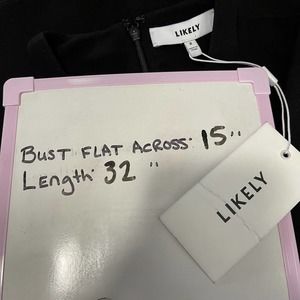 LIKELY
BUST FLAT ACROSS: 15"
Length: 32 "
LIKELY